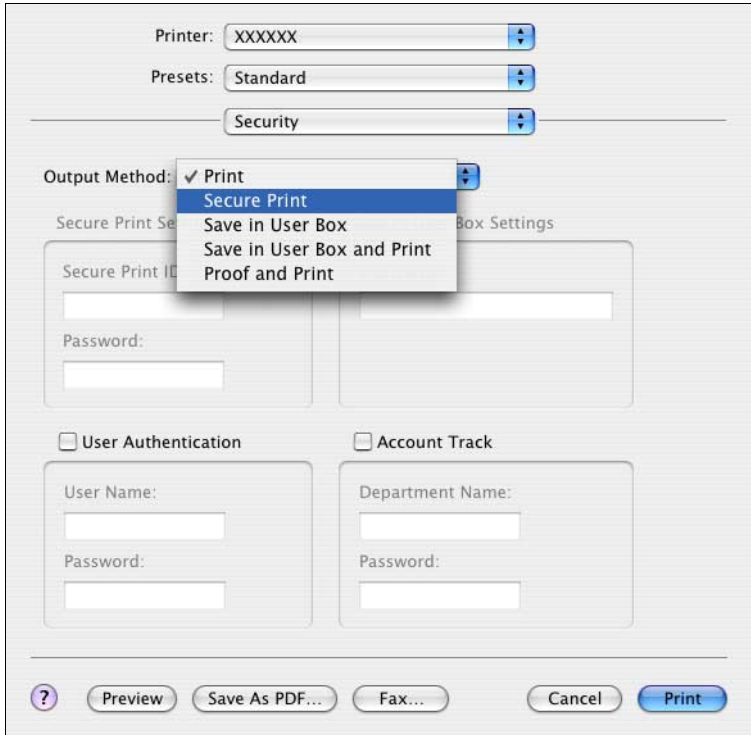 Printer: XXXXXX
Presets: Standard
Security
Output Method: ✓ Print
Secure Print
Save in User Box
Save in User Box and Print
Proof and Print
Secure Print Se
Box Settings
Secure Print ID
Password:
User Authentication
Account Track
User Name:
Department Name:
Password:
Password:
? Preview Save As PDF... Fax... Cancel Print